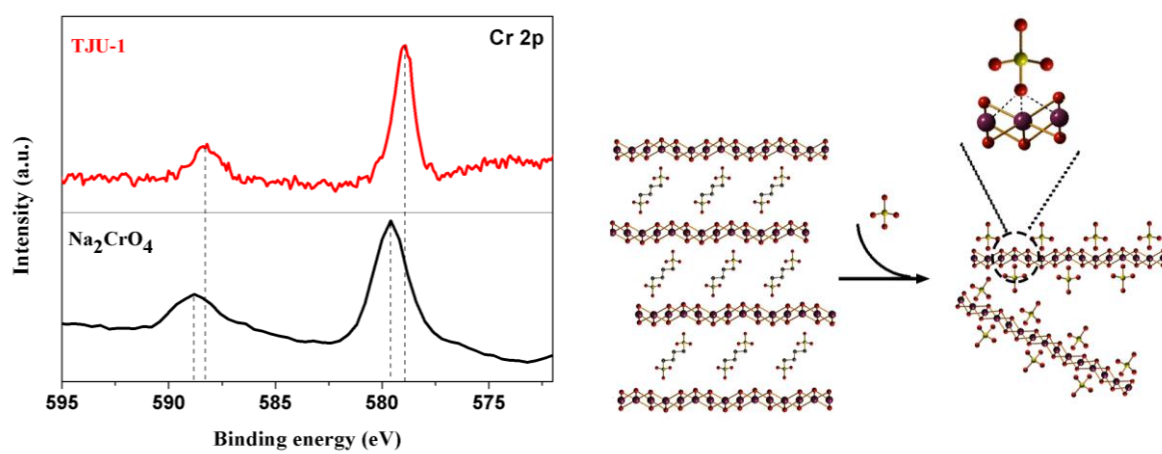 TJU-1
Cr 2p
Na2CrO4
Intensity (a.u.)
595 590 585 580 575
Binding energy (eV)